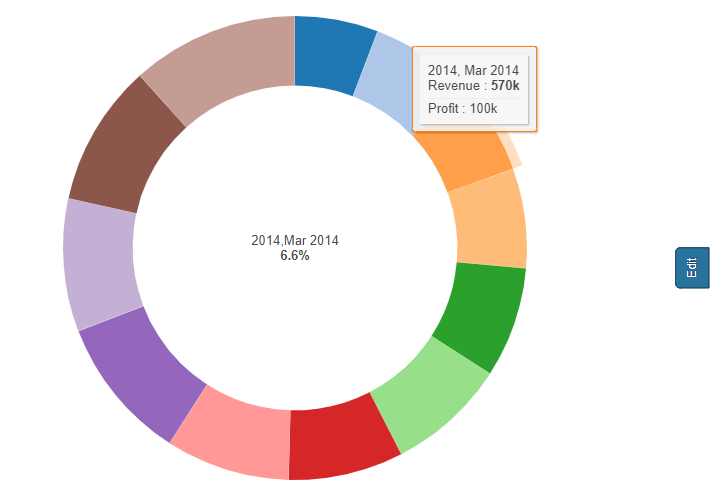 2014, Mar 2014
Revenue : 570k
Profit : 100k
2014,Mar 2014
6.6%
Edit